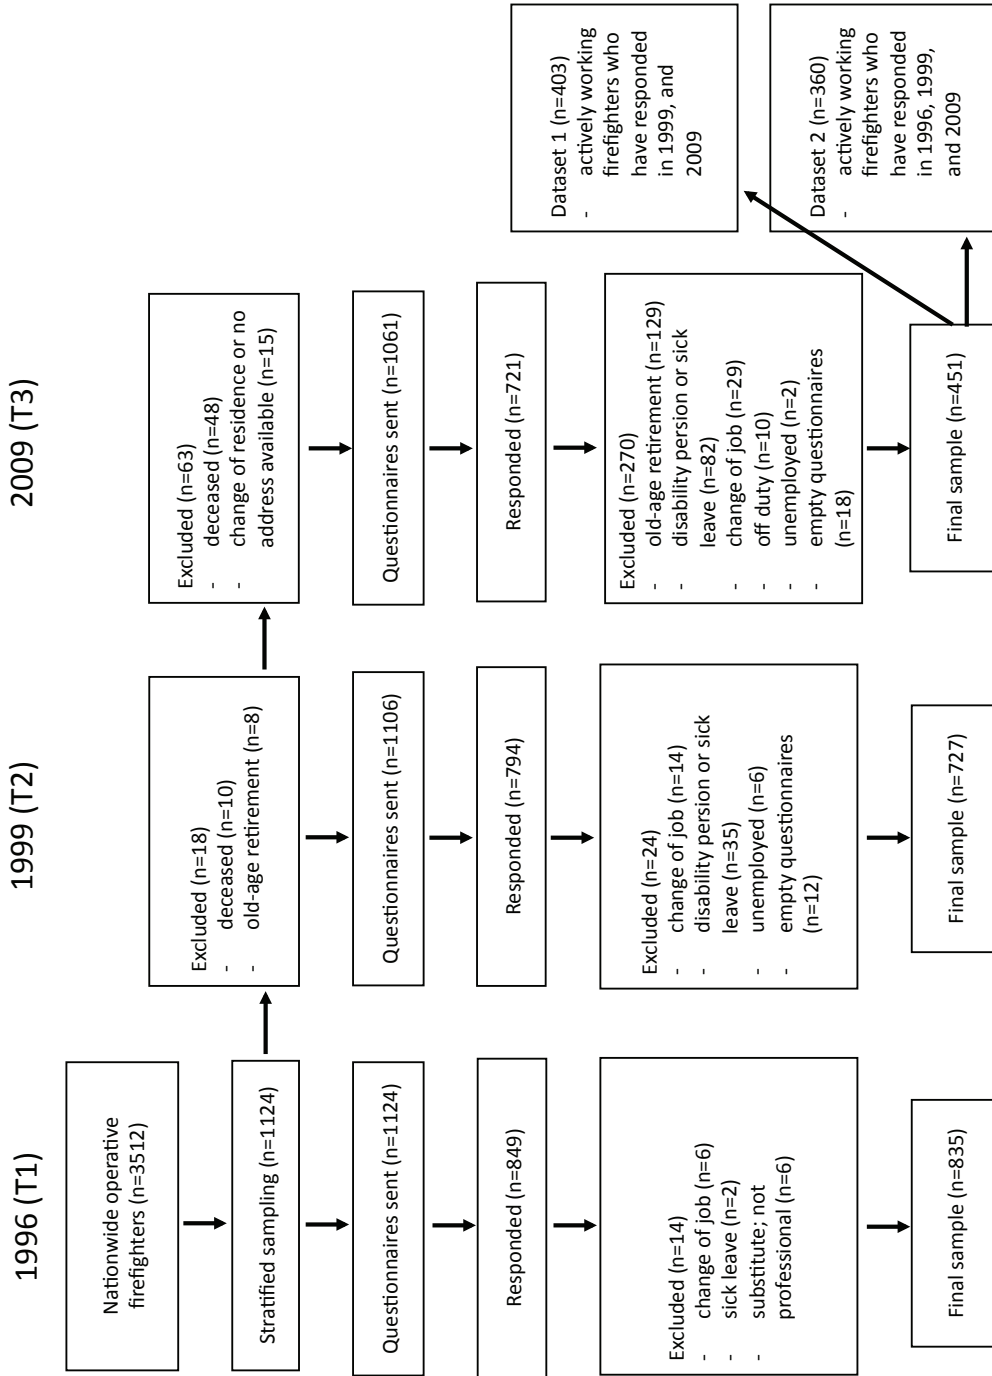 1996 (T1)
Nationwide operative
firefighters (n=3512)
Stratified sampling (n=1124)
Questionnaires sent (n=1124)
Responded (n=849)
Excluded (n=14)
- change of job (n=6)
- sick leave (n=2)
- substitute; not
professional (n=6)
Final sample (n=835)
1999 (T2)
Excluded (n=18)
- deceased (n=10)
- old-age retirement (n=8)
Questionnaires sent (n=1106)
Responded (n=794)
Excluded (n=24)
- change of job (n=14)
- disability persion or sick
leave (n=35)
- unemployed (n=6)
- empty questionnaires
(n=12)
Final sample (n=727)
2009 (T3)
Excluded (n=63)
- deceased (n=48)
- change of residence or no
address available (n=15)
Questionnaires sent (n=1061)
Responded (n=721)
Excluded (n=270)
- old-age retirement (n=129)
- disability persion or sick
leave (n=82)
- change of job (n=29)
- off duty (n=10)
- unemployed (n=2)
- empty questionnaires
(n=18)
Final sample (n=451)
Dataset 1 (n=403)
- actively working
firefighters who
have responded
in 1999, and
2009
Dataset 2 (n=360)
- actively working
firefighters who
have responded
in 1996, 1999,
and 2009